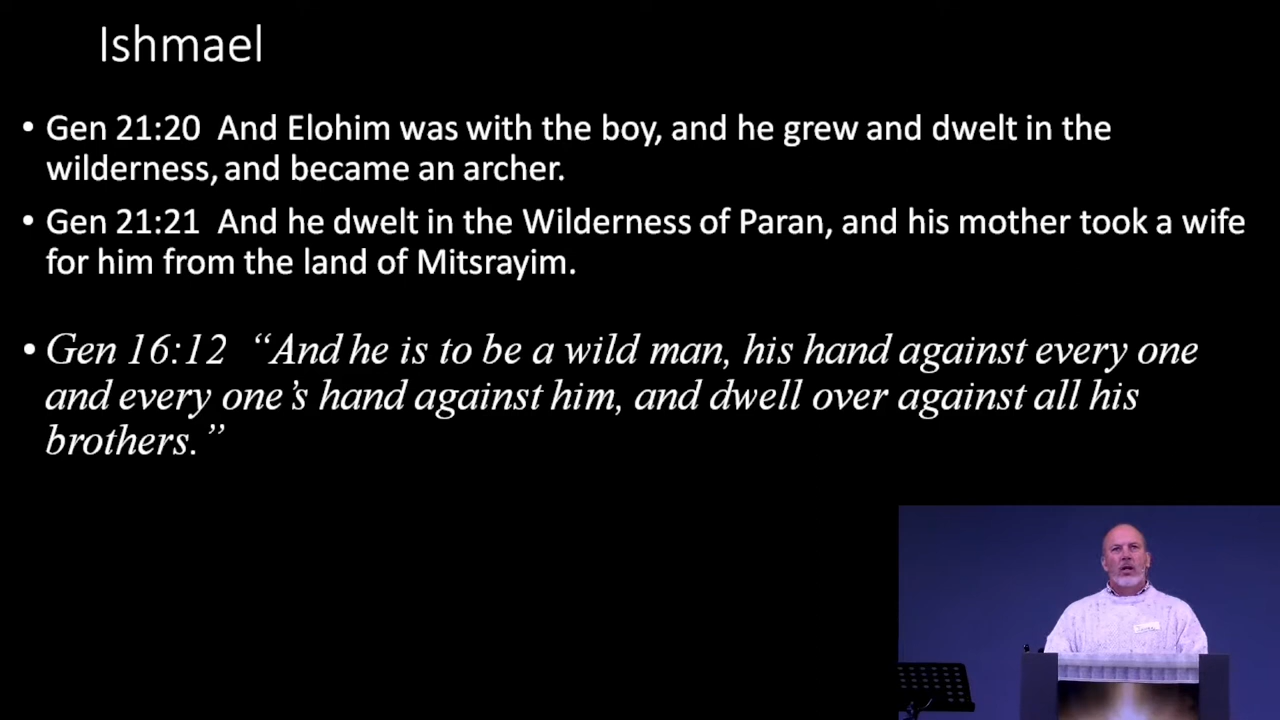 Ishmael
• Gen 21:20 And Elohim was with the boy, and he grew and dwelt in the
wilderness, and became an archer.
• Gen 21:21 And he dwelt in the Wilderness of Paran, and his mother took a wife
for him from the land of Mitsrayim.
• Gen 16:12 “And he is to be a wild man, his hand against every one
and every one’s hand against him, and dwell over against all his
brothers.”